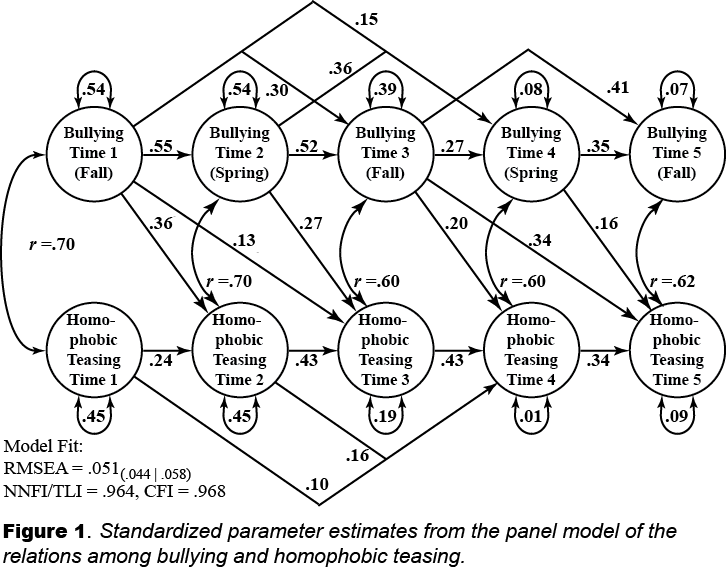 .15
.36
.54
.54
.30
.39
.08
.41
.07
Bullying
Time 1
(Fall)
.55
Bullying
Time 2
(Spring)
.52
Bullying
Time 3
(Fall)
.27
Bullying
Time 4
(Spring
.35
Bullying
Time 5
(Fall)
.36
.13
.27
.20
.34
.16
r =.70
r =.70
r =.60
r =.60
r =.62
Homo-
phobic
Teasing
Time 1
.24
Homo-
phobic
Teasing
Time 2
.43
Homo-
phobic
Teasing
Time 3
.43
Homo-
phobic
Teasing
Time 4
.34
Homo-
phobic
Teasing
Time 5
.45
.45
.19
.01
.09
.16
.10
Model Fit:
RMSEA = .051(.044 | .058)
NNFI/TLI = .964, CFI = .968
Figure 1. Standardized parameter estimates from the panel model of the
relations among bullying and homophobic teasing.